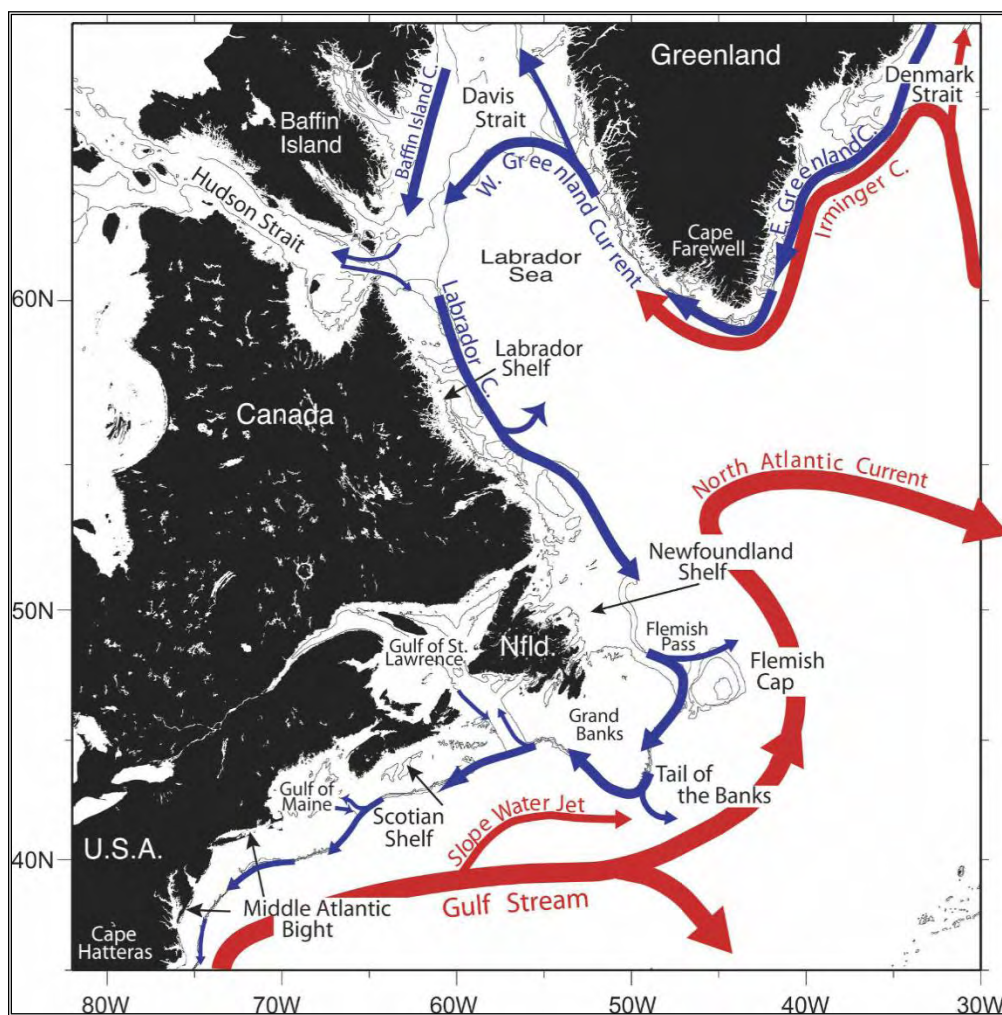 Greenland
Denmark
Strait
Davis
Strait
Baffin Island C.
Baffin
Island
Hudson Strait
W. Greenland Current
E. Greenland C.
Irminger C.
Cape
Farewell
Labrador
Sea
60N
Labrador C.
Labrador
Shelf
Canada
North Atlantic Current
Newfoundland
Shelf
50N
Gulf of St.
Lawrence
Nfld.
Flemish
Pass
Flemish
Cap
Grand
Banks
Tail of
the Banks
Gulf of
Maine
Scotian
Shelf
Slope Water Jet
40N
U.S.A.
Gulf Stream
Middle Atlantic
Bight
Cape
Hatteras
80W
70W
60W
50W
40W
30W